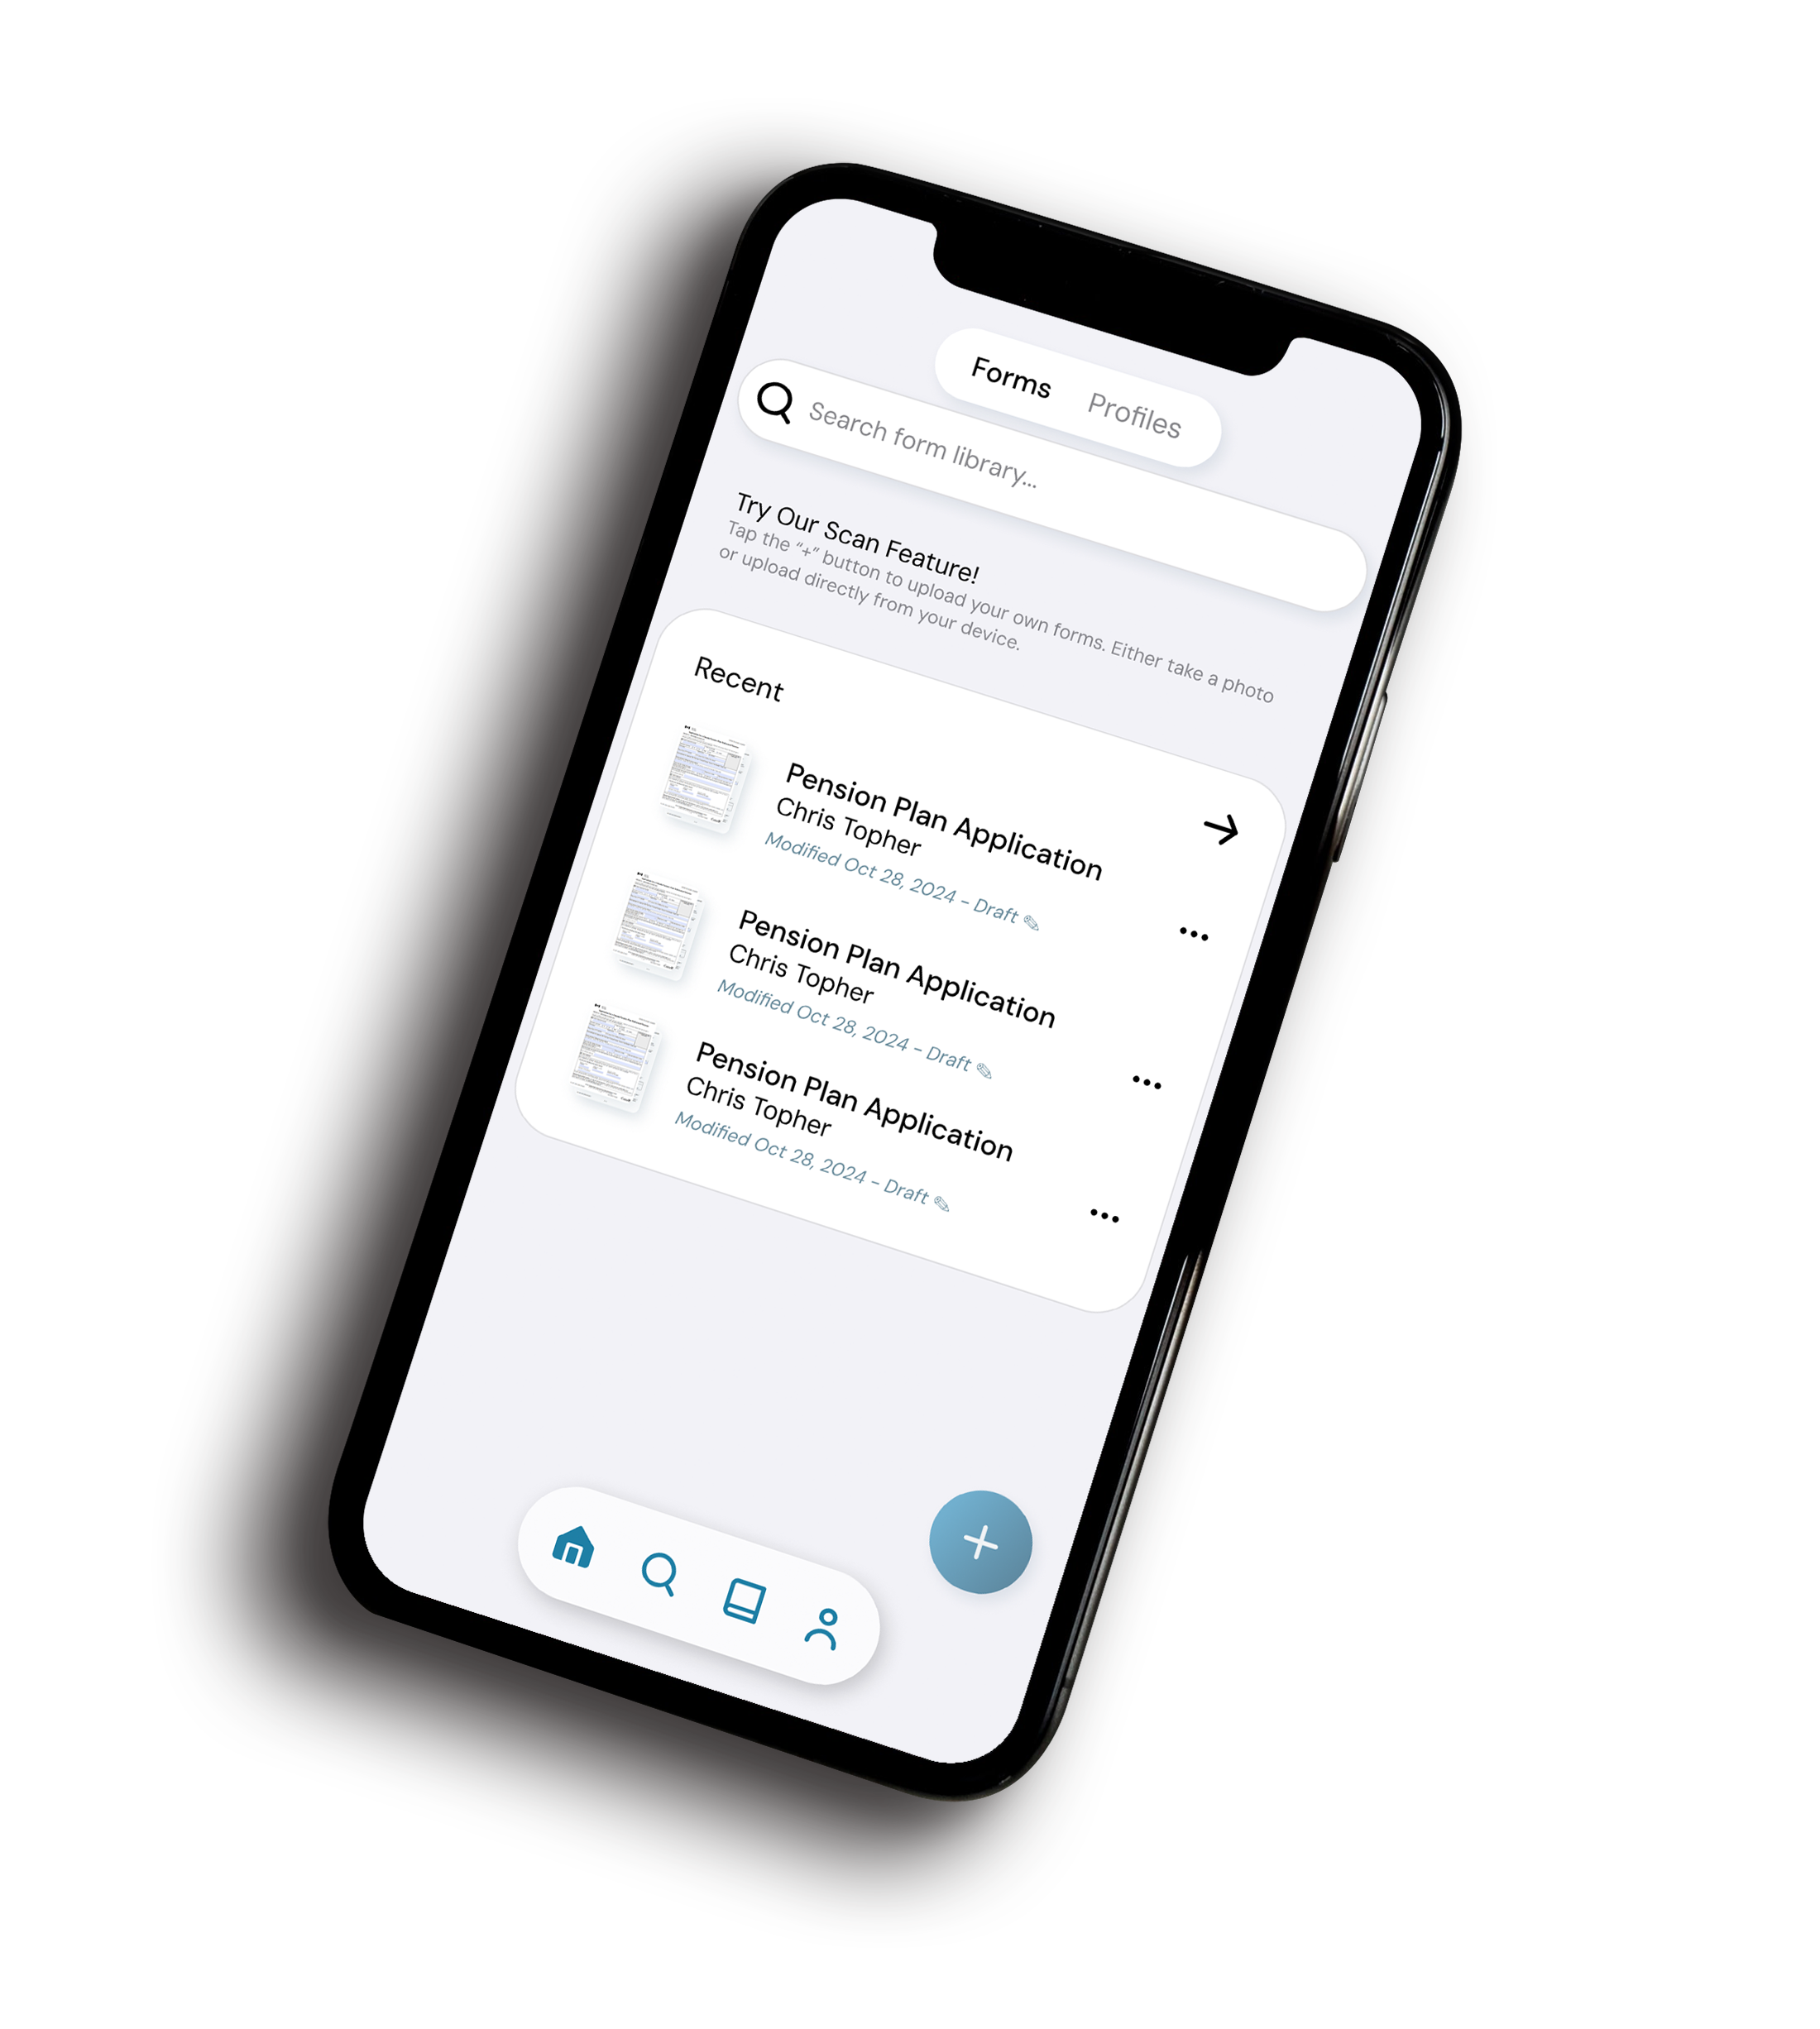 Forms Profiles
Search form library...
Try Our Scan Feature!
Tap the “+” button to upload your own forms. Either take a photo
or upload directly from your device.
Recent
Pension Plan Application
Chris Topher
Modified Oct 28, 2024 - Draft ✎
Pension Plan Application
Chris Topher
Modified Oct 28, 2024 - Draft ✎
Pension Plan Application
Chris Topher
Modified Oct 28, 2024 - Draft ✎